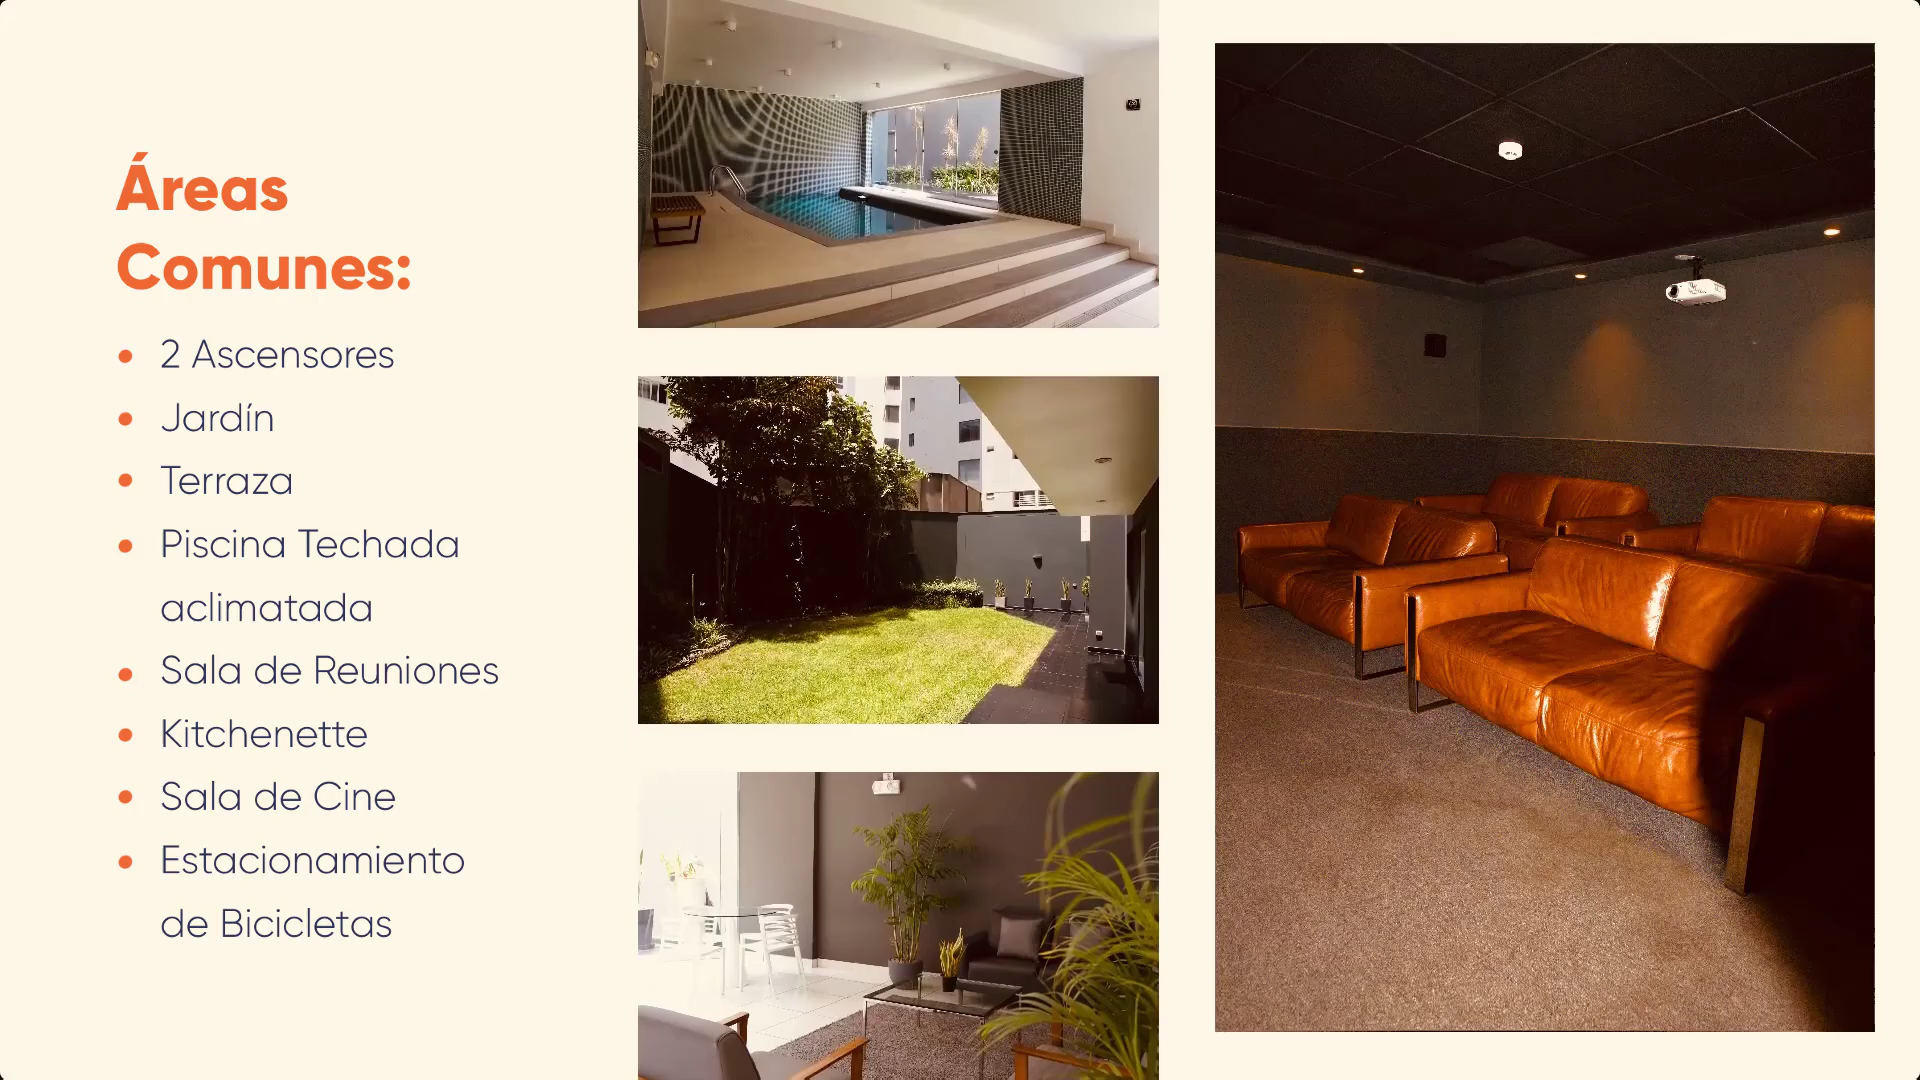 Áreas
Comunes:
• 2 Ascensores
• Jardín
• Terraza
• Piscina Techada
aclimatada
• Sala de Reuniones
• Kitchenette
• Sala de Cine
• Estacionamiento
de Bicicletas